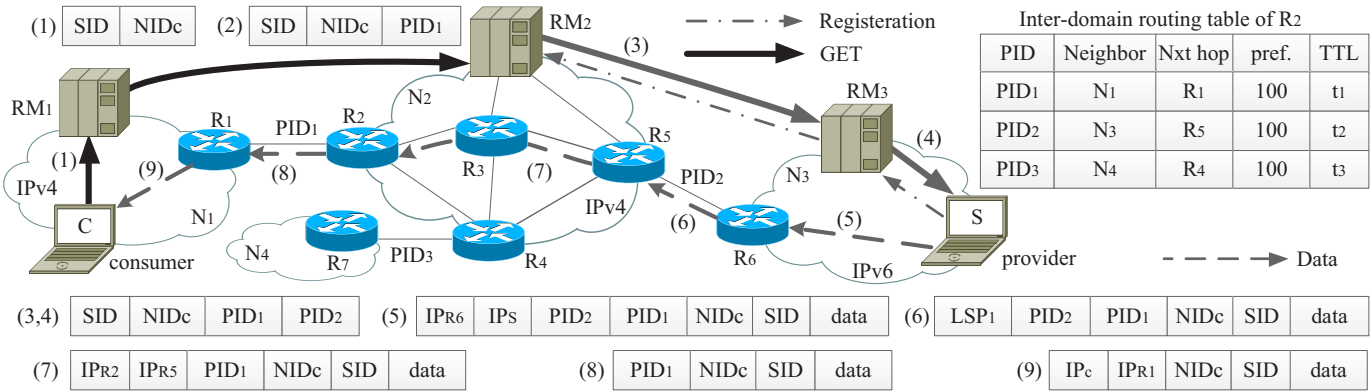 (1) SID NIDc
(2) SID NIDc PID1
RM2
(3)
Registeration
GET
Inter-domain routing table of R2
PID Neighbor Nxt hop pref. TTL
PID1 N1 R1 100 t1
PID2 N3 R5 100 t2
PID3 N4 R4 100 t3
RM1
N2
RM3
R1
PID1
R2
R5
(4)
(1)
(9)
(8)
R3
(7)
PID2
N3
IPv4
N1
C
(6)
IPv4
(5)
S
N4
R7
PID3
R4
R6
IPv6
consumer
provider
Data
(3,4) SID NIDc PID1 PID2
(5) IPR6 IPS PID2 PID1 NIDc SID data
(6) LSP1 PID2 PID1 NIDc SID data
(7) IPR2 IPR5 PID1 NIDc SID data
(8) PID1 NIDc SID data
(9) IPc IPR1 NIDc SID data